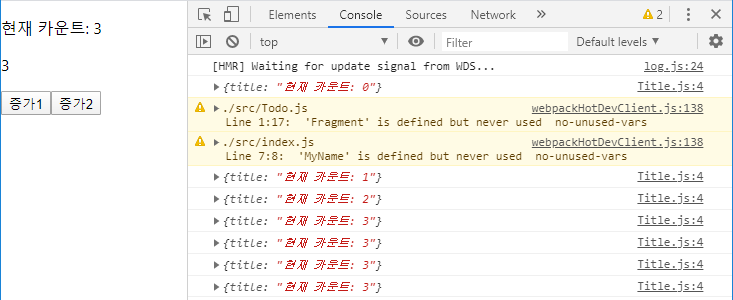 현재 카운트: 3
3
증가1 증가2
Elements Console Sources Network » 2
top Filter Default levels ▼
[HMR] Waiting for update signal from WDS... log.js:24
▶{title: "현재 카운트: 0"} Title.js:4
▶./src/Todo.js webpackHotDevClient.js:138
Line 1:17: 'Fragment' is defined but never used no-unused-vars
▶./src/index.js webpackHotDevClient.js:138
Line 7:8: 'MyName' is defined but never used no-unused-vars
▶{title: "현재 카운트: 1"} Title.js:4
▶{title: "현재 카운트: 2"} Title.js:4
▶{title: "현재 카운트: 3"} Title.js:4
▶{title: "현재 카운트: 3"} Title.js:4
▶{title: "현재 카운트: 3"} Title.js:4
▶{title: "현재 카운트: 3"} Title.js:4